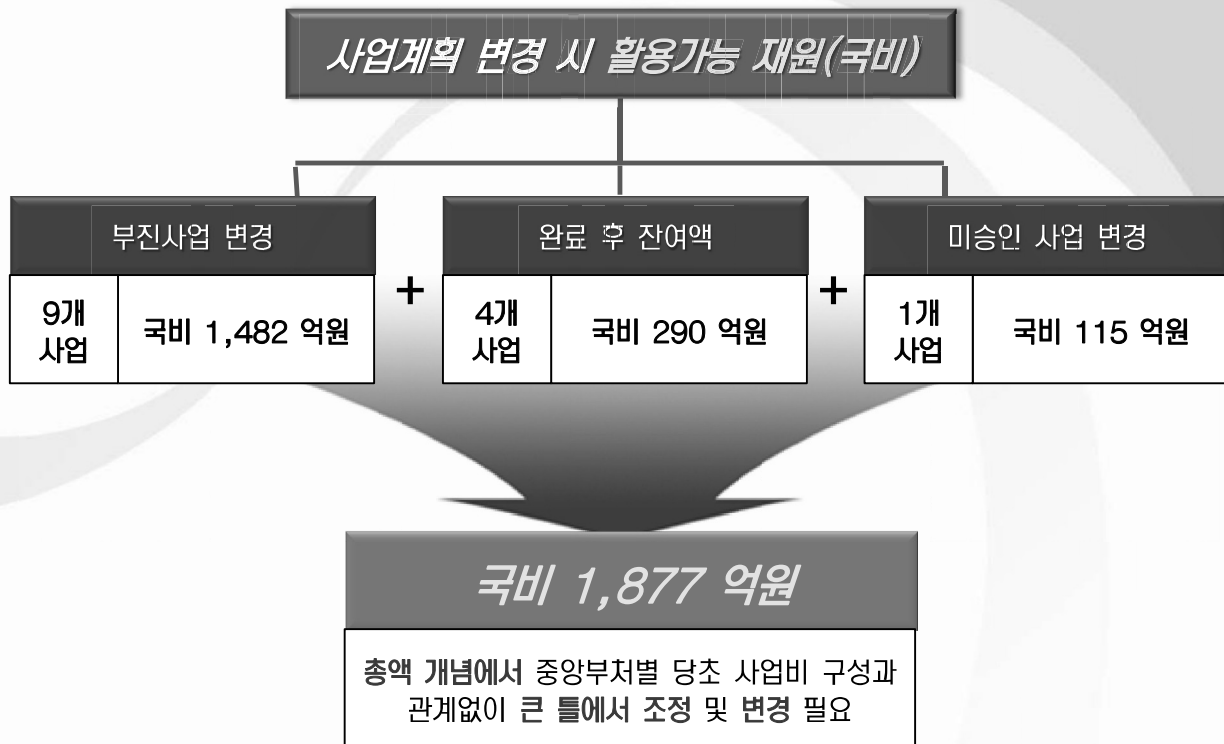 사업계획 변경 시 활용가능 재원(국비)
부진사업 변경
9개
사업
국비 1,482 억원
+
완료 후 잔여액
4개
사업
국비 290 억원
+
미승인 사업 변경
1개
사업
국비 115 억원
국비 1,877 억원
총액 개념에서 중앙부처별 당초 사업비 구성과
관계없이 큰 틀에서 조정 및 변경 필요